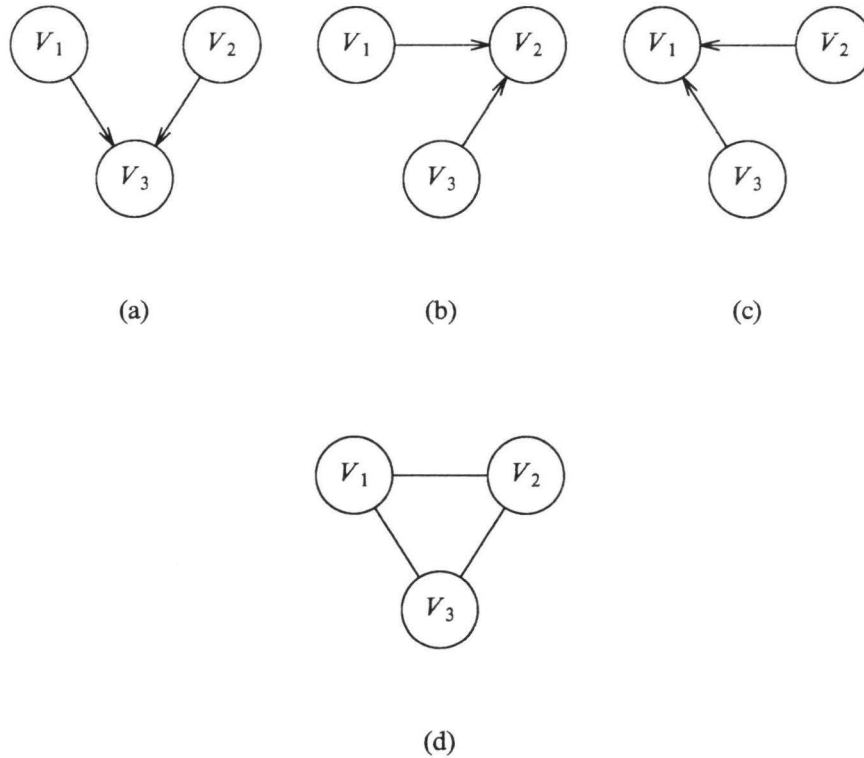 V₁ V₂ V₁ V₂ V₁ V₂
V₃ V₃ V₃
(a) (b) (c)
V₁ V₂
V₃
(d)